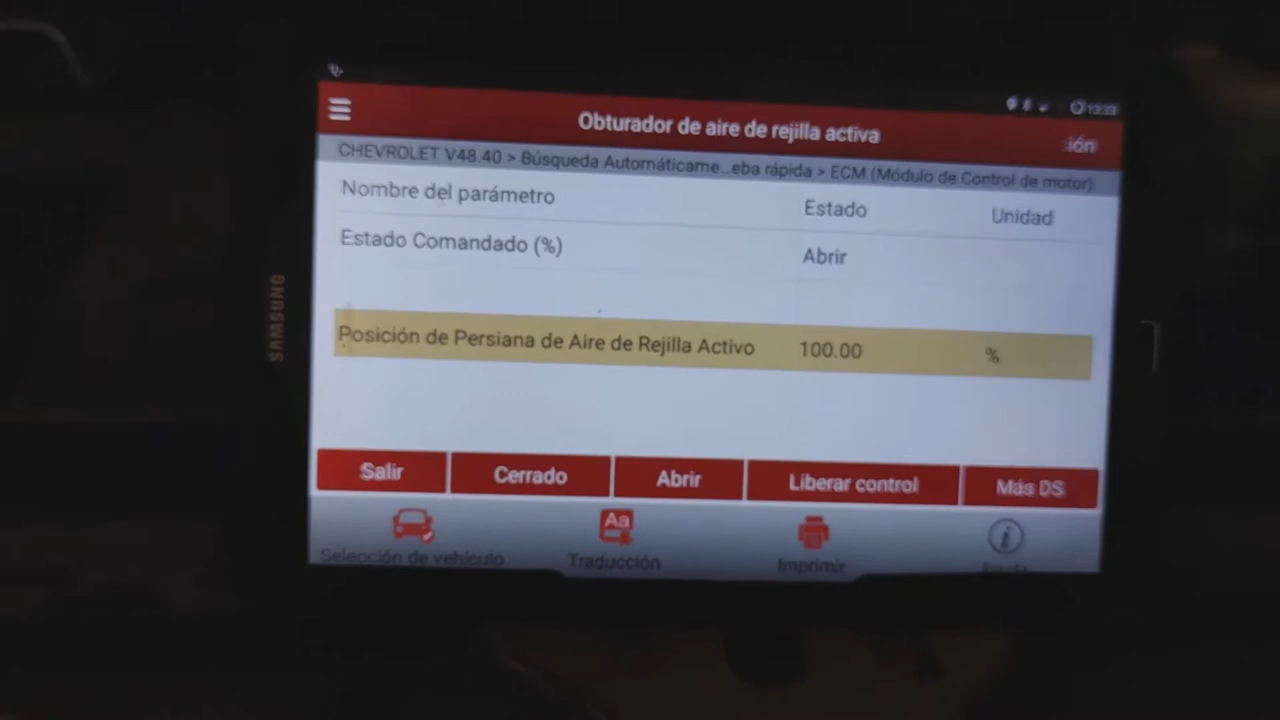 13:33
Obturador de aire de rejilla activa
ión
CHEVROLET V48.40 > Búsqueda Automáticame...eba rápida > ECM (Módulo de Control de motor)
Nombre del parámetro Estado Unidad
Estado Comandado (%) Abrir
Posición de Persiana de Aire de Rejilla Activo 100.00 %
Salir Cerrado Abrir Liberar control Más DS
Aa
Selección de vehículo Traducción Imprimir
SAMSUNG